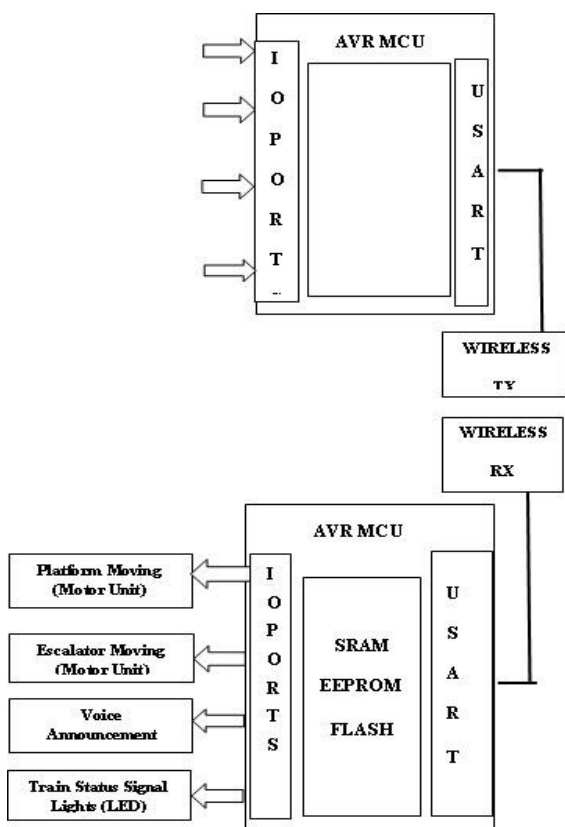 AVR MCU
I
O
P
O
R
T
U
S
A
R
T
WIRELESS
TX
WIRELESS
RX
AVR MCU
Platform Moving
(Motor Unit)
Escalator Moving
(Motor Unit)
Voice
Announcement
Train Status Signal
Lights (LED)
I
O
P
O
R
T
S
SRAM
EEPROM
FLASH
U
S
A
R
T